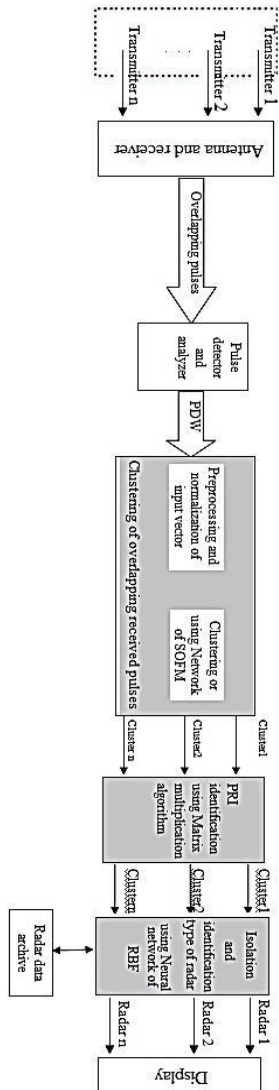 Transmitter 1
. . .
Transmitter 2
Transmitter n
Antenna and receiver
Overlapping pulses
Pulse
detector
and
analyzer
PDW
Preprocessing and
normalization of
input vector
Clustering or
using Network
of SOFM
Clustering of overlapping received pulses
Cluster1
Cluster2
Cluster n
PRI
identification
using Matrix
multiplication
algorithm
Cluster1
Cluster2
Clustern
Isolation
and
identification
type of radar
using Neural
network of
RBF
Radar data
archive
Radar 1
Radar 2
Radar n
Display